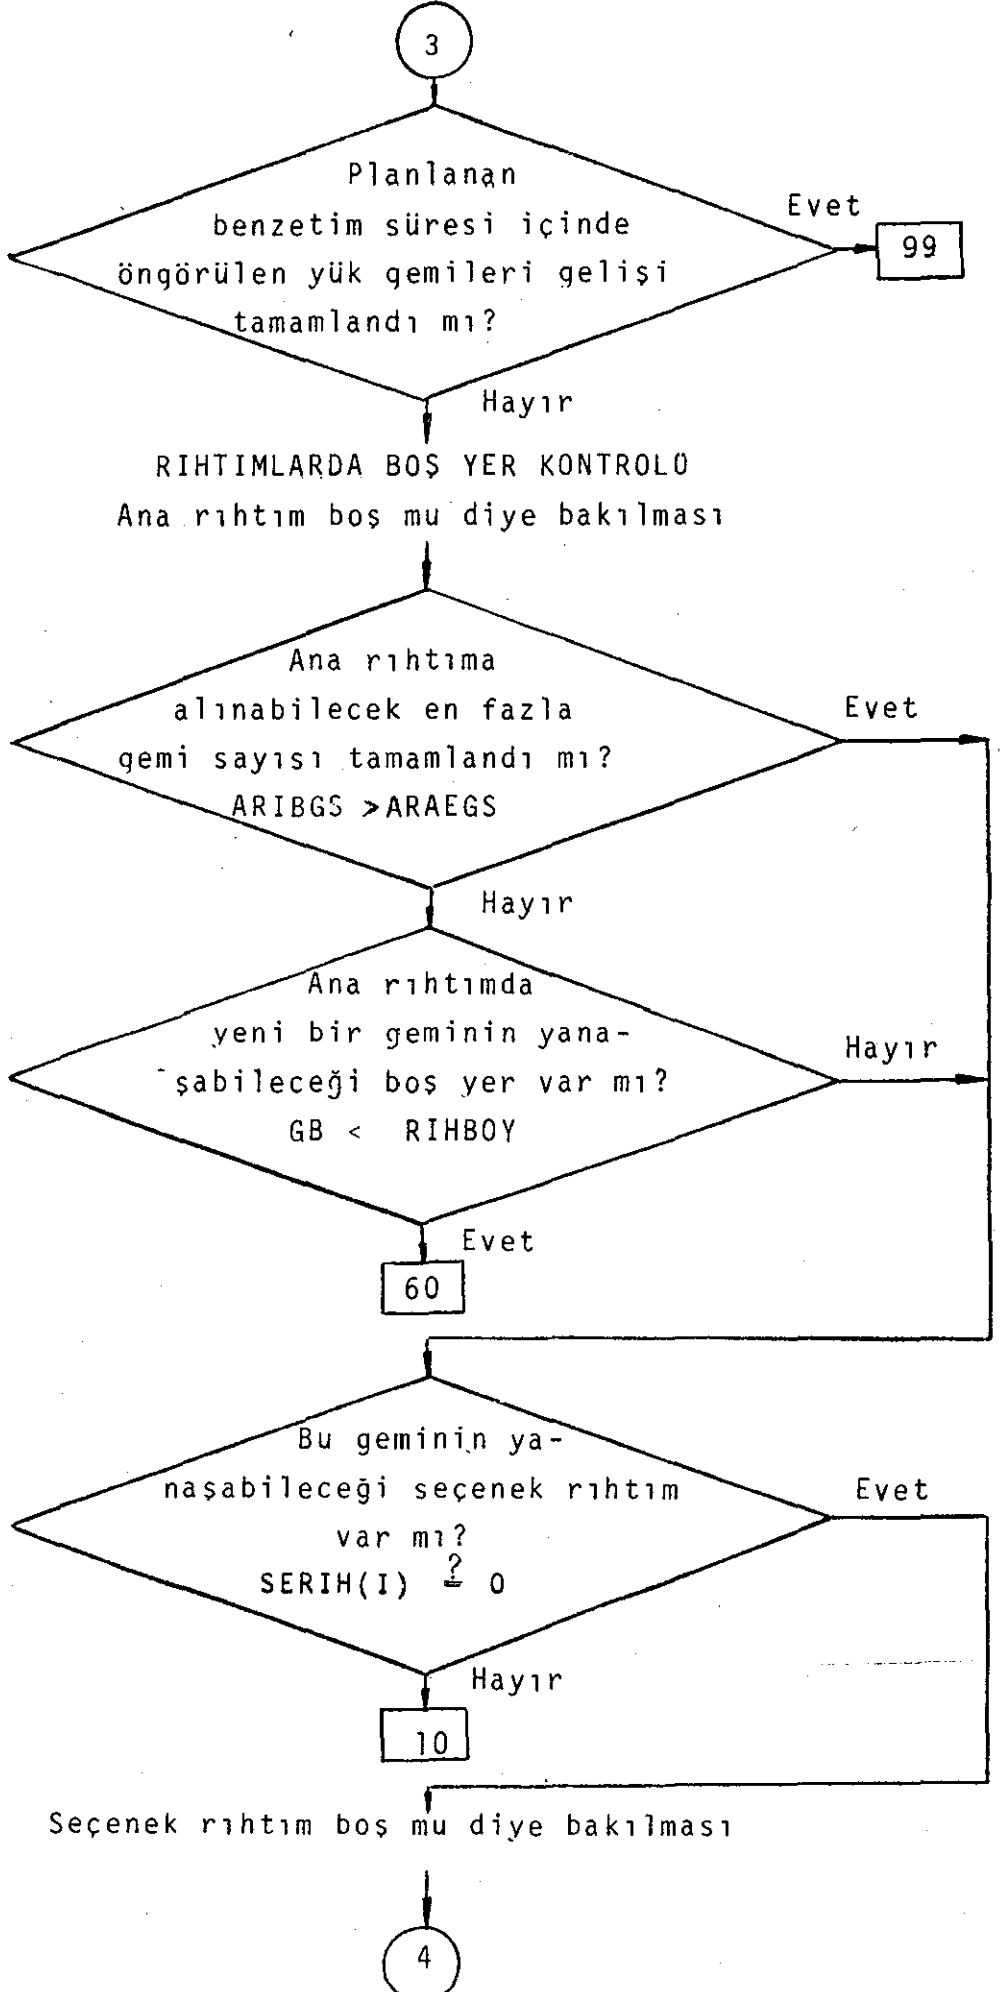 3
Planlanan
benzetim süresi içinde
öngörülen yük gemileri gelişi
tamamlandı mı?
Evet
99
Hayır
RIHTIMLARDA BOŞ YER KONTROLÜ
Ana rıhtım boş mu diye bakılması
Ana rıhtıma
alınabilecek en fazla
gemi sayısı tamamlandı mı?
ARIBGS >ARAEGS
Evet
Hayır
Ana rıhtımda
yeni bir geminin yana-
şabileceği boş yer var mı?
GB < RIHBOY
Hayır
Evet
60
Bu geminin ya-
naşabileceği seçenek rıhtım
var mı?
SERIH(I) ≟ 0
Evet
Hayır
10
Seçenek rıhtım boş mu diye bakılması
4